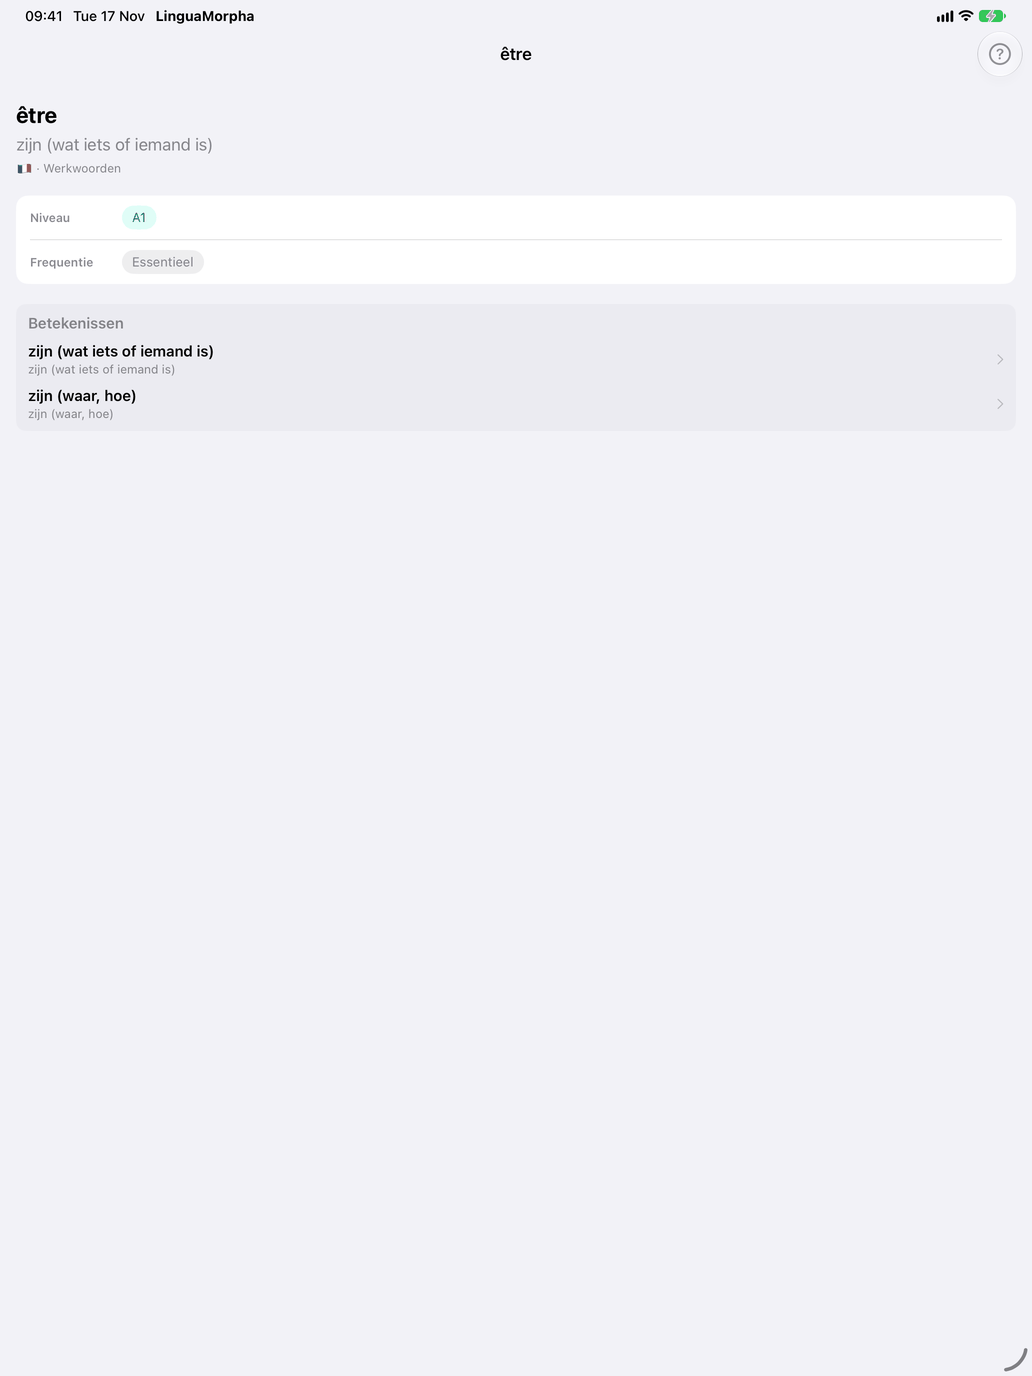 09:41 Tue 17 Nov LinguaMorpha
être
être
zijn (wat iets of iemand is)
· Werkwoorden
Niveau A1
Frequentie Essentieel
Betekenissen
zijn (wat iets of iemand is)
zijn (wat iets of iemand is)
zijn (waar, hoe)
zijn (waar, hoe)